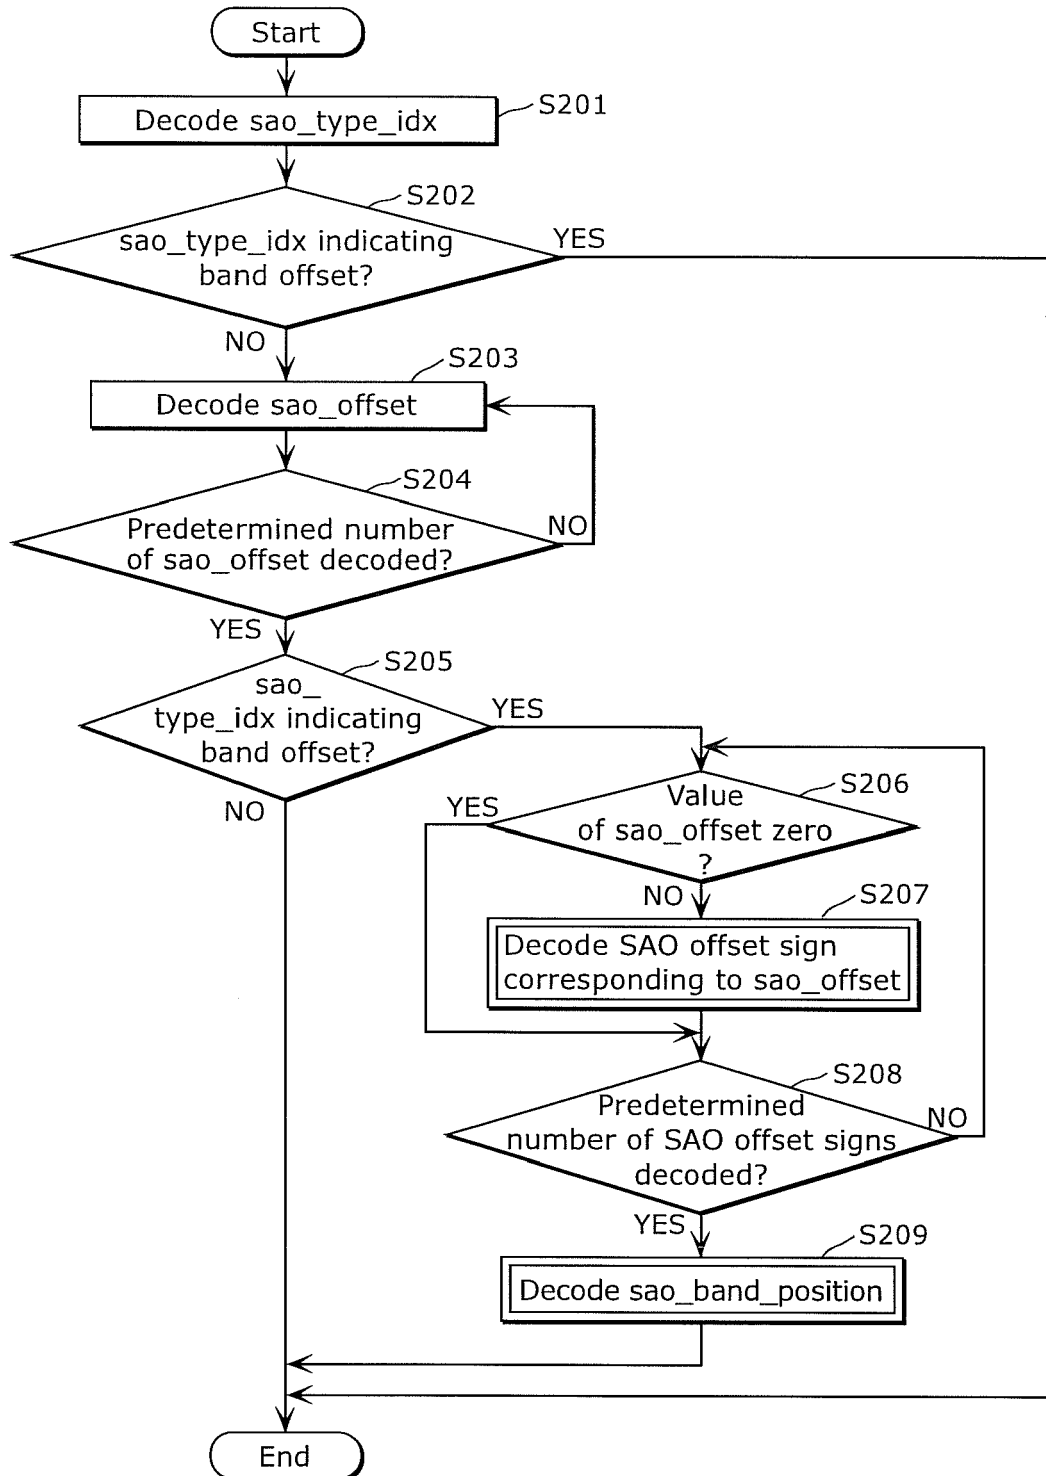 Start
Decode sao_type_idx
S201
S202
sao_type_idx indicating
band offset?
YES
NO
S203
Decode sao_offset
S204
Predetermined number
of sao_offset decoded?
NO
YES
S205
sao_
type_idx indicating
band offset?
YES
NO
S206
Value
of sao_offset zero
?
YES
NO
S207
Decode SAO offset sign
corresponding to sao_offset
S208
Predetermined
number of SAO offset signs
decoded?
NO
YES
S209
Decode sao_band_position
End